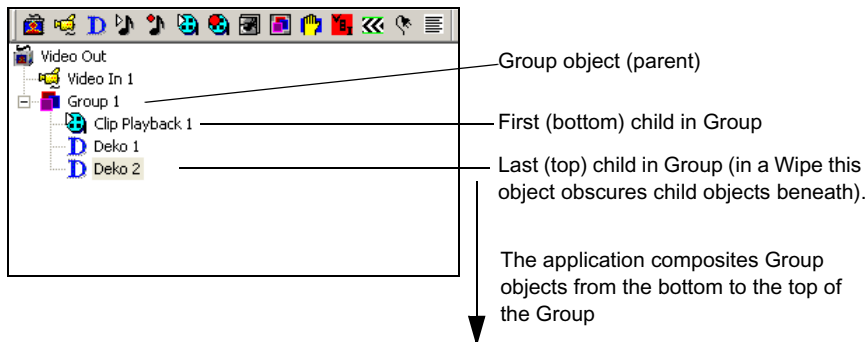 Video Out
Video In 1
Group 1
Clip Playback 1
Deko 1
Deko 2
Group object (parent)
First (bottom) child in Group
Last (top) child in Group (in a Wipe this
object obscures child objects beneath).
The application composites Group
objects from the bottom to the top of
the Group